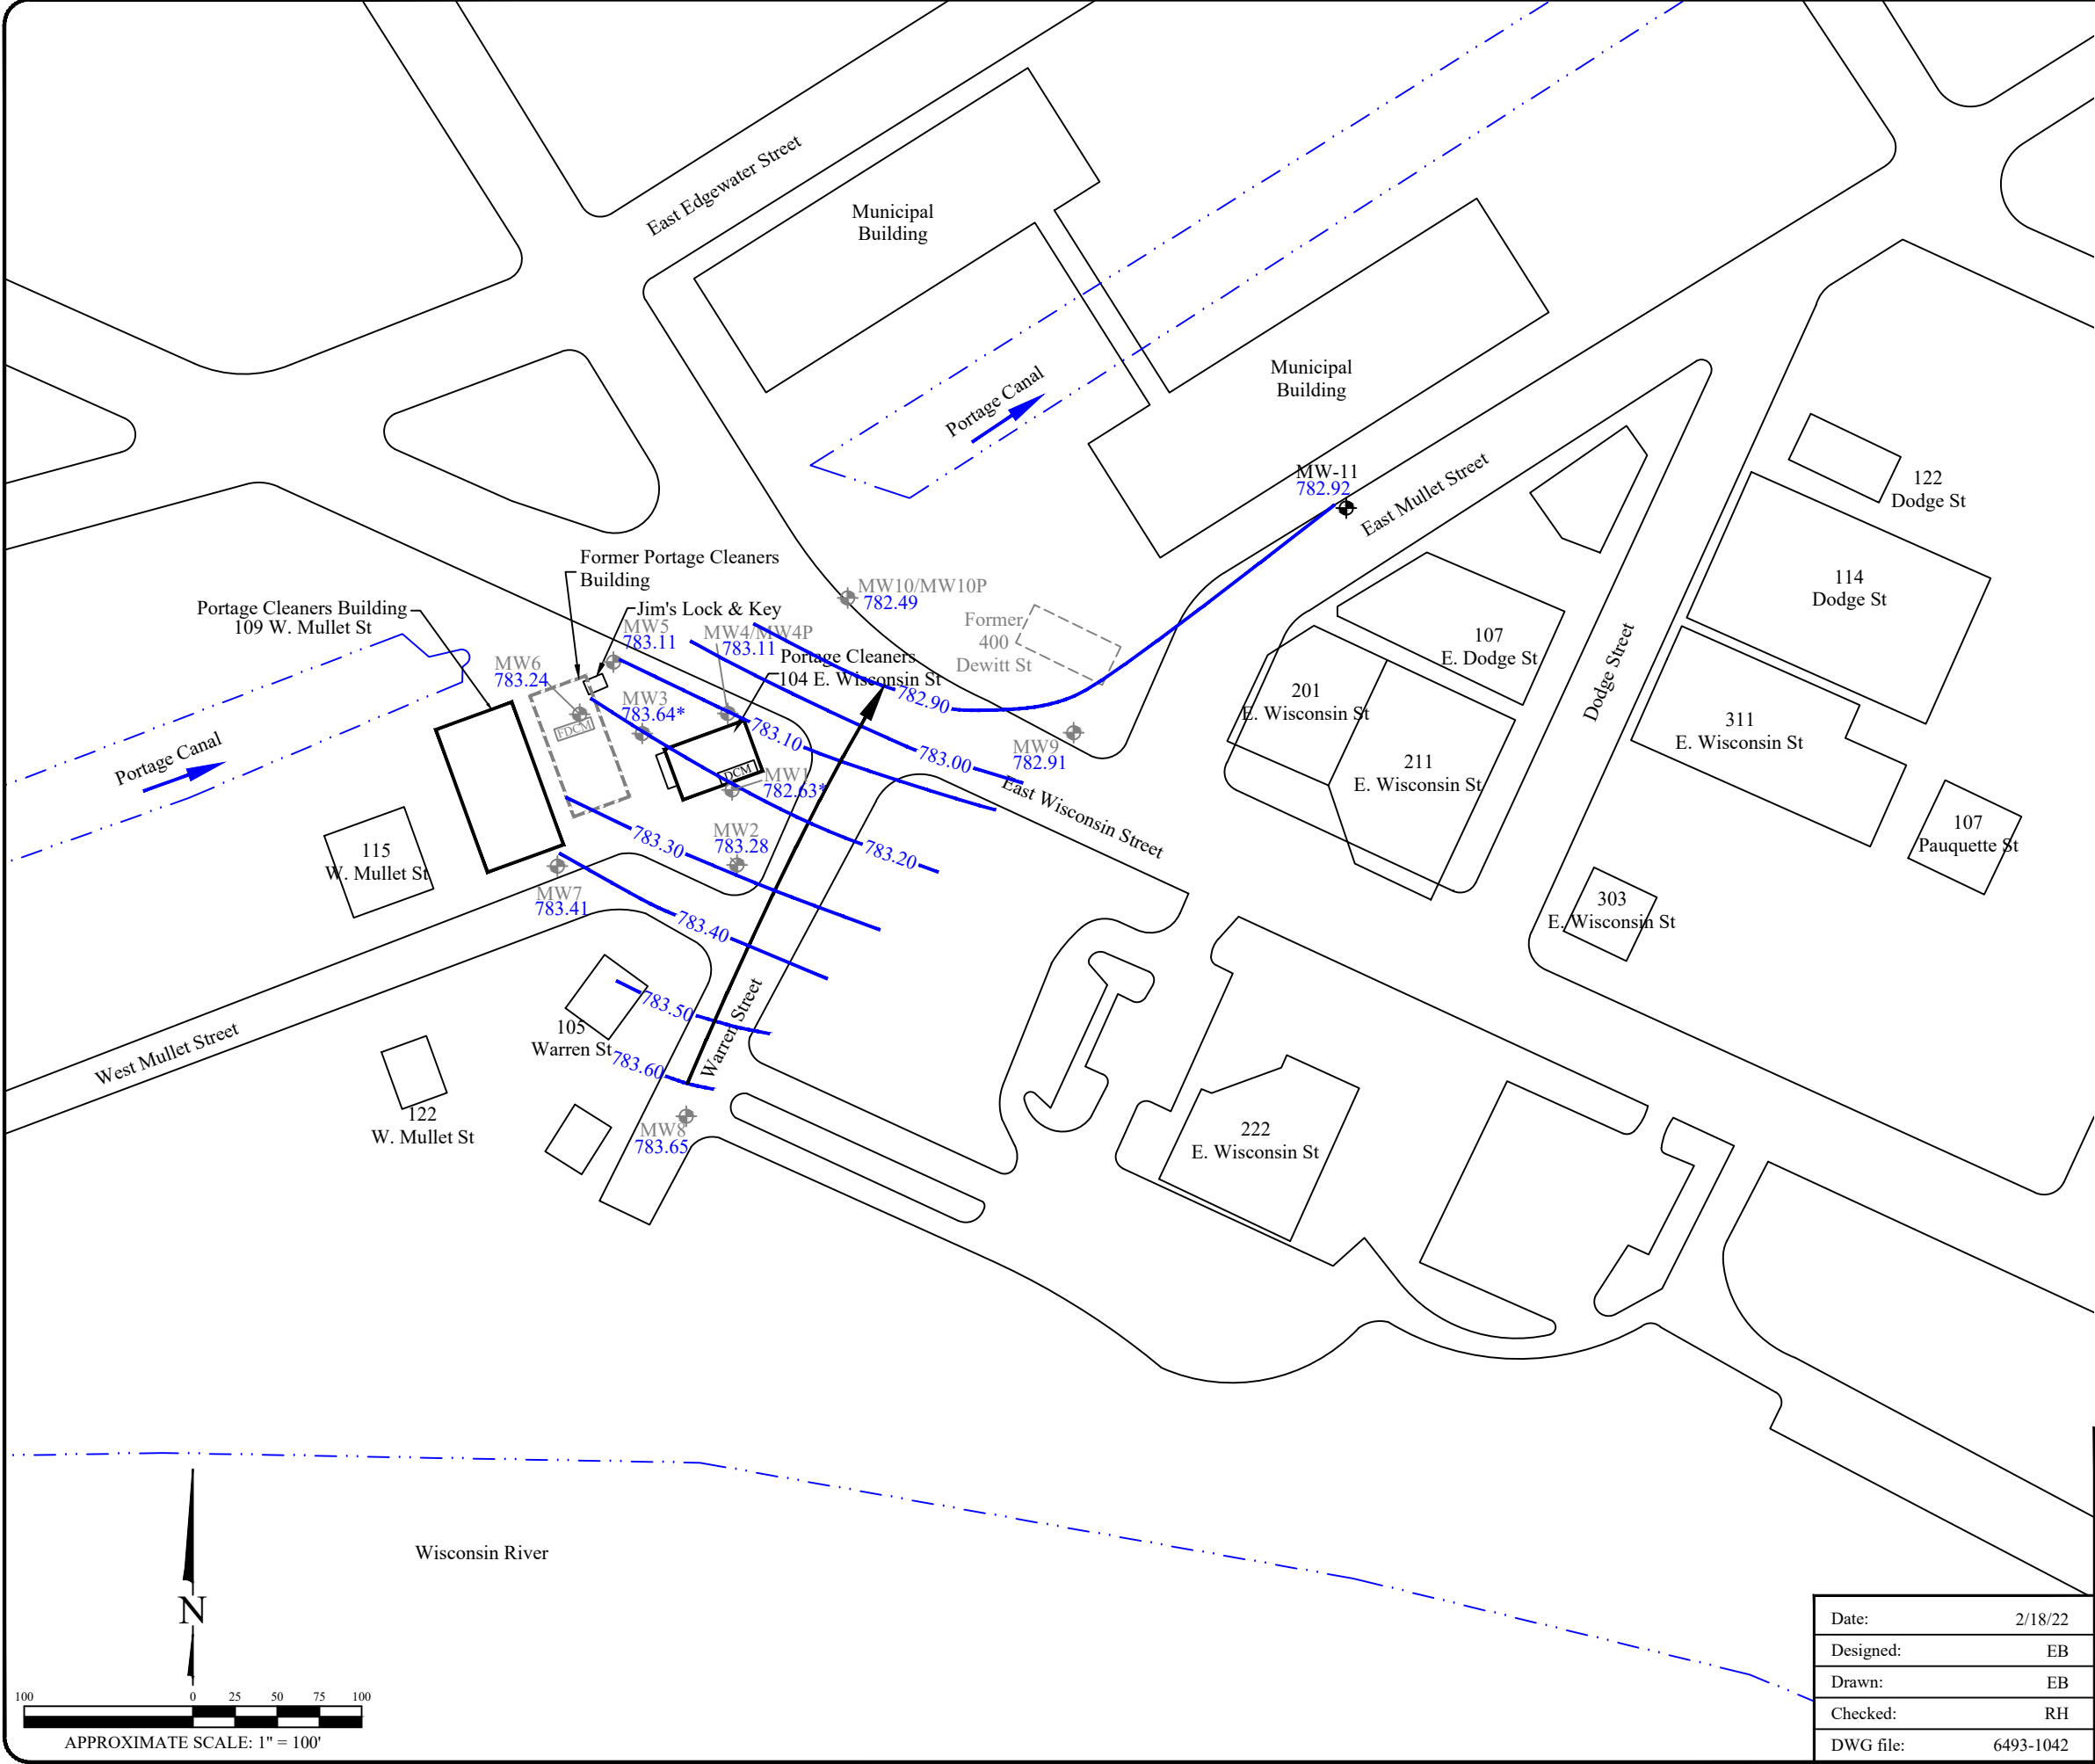 East Edgewater Street
Municipal
Building
Municipal
Building
Portage Canal
MW-11
782.92
East Mullet Street
122
Dodge St
114
Dodge St
Former Portage Cleaners
Building
Jim's Lock & Key
Portage Cleaners Building
109 W. Mullet St
MW10/MW10P
782.49
Former
400
Dewitt St
MW5
783.11
MW4/MW4P
783.11
Portage Cleaners
104 E. Wisconsin St
MW6
783.24
FDCM
MW3
783.64*
DCM
MW1
782.63*
MW2
783.28
MW7
783.41
MW9
782.91
782.90
783.00
783.10
783.20
783.30
783.40
783.50
783.60
MW8
783.65
Portage Canal
115
W. Mullet St
107
E. Dodge St
201
E. Wisconsin St
211
E. Wisconsin St
Dodge Street
311
E. Wisconsin St
107
Pauquette St
303
E. Wisconsin St
East Wisconsin Street
Warren Street
West Mullet Street
105
Warren St
122
W. Mullet St
222
E. Wisconsin St
Wisconsin River
N
100 0 25 50 75 100
APPROXIMATE SCALE: 1" = 100'
Date: 2/18/22
Designed: EB
Drawn: EB
Checked: RH
DWG file: 6493-1042